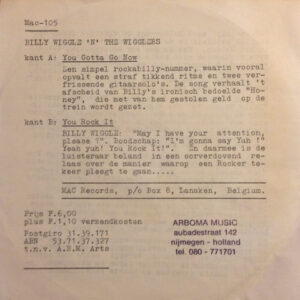 Mac-105
BILLY WIGGLE 'N' THE WIGGLERS
kant A: You Gotta Go Now
Een simpel rockabilly-nummer, waarin vooral
opvalt een straf tikkend ritme en twee ver-
frissende gitaarsolo's. De song verhaalt 't
afscheid van Billy's ironisch bedoelde "Ho-
ney", die met van hem gestolen geld op de
trein wordt gezet.
kant B: You Rock It
BILLY WIGGLE: "May I have your attention,
please ?". Boodschap: "I'm gonna say Yah !
Yeah yuh! You Rock It!". En daarmee is de
luisteraar beland in een oorverdovend re-
laas over de manier waarop een Rocker te-
keer pleegt te gaan.....
MAC Records, p/o Box 8, Lanaken, Belgium.
Prijs F.6,00
plus F.1,10 verzendkosten
Postgiro 31.39.171
ABN 53.71.37.327
t.n.v. A.H.M. Arts
ARBOMA MUSIC
aubadestraat 142
nijmegen - holland
tel. 080 - 771701